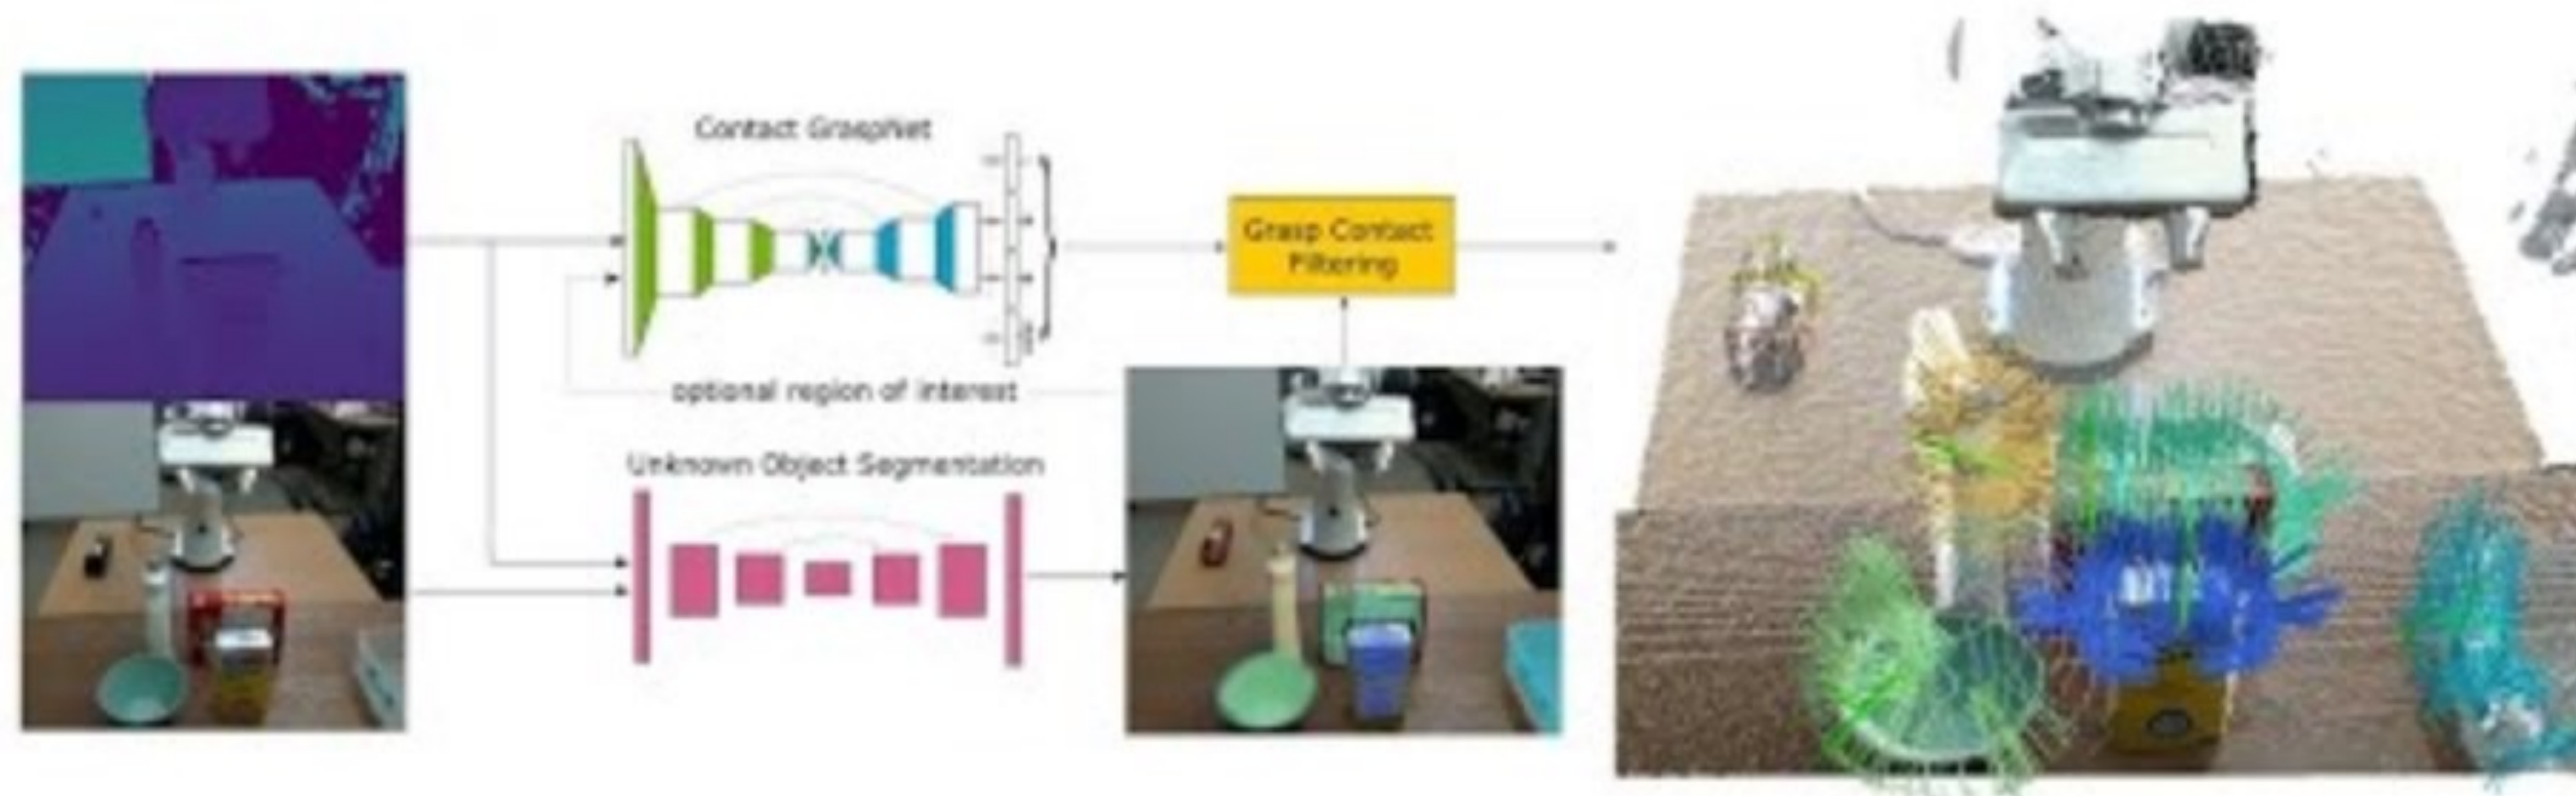 Contact GraspNet
Grasp Contact
Filtering
optional region of interest
Unknown Object Segmentation